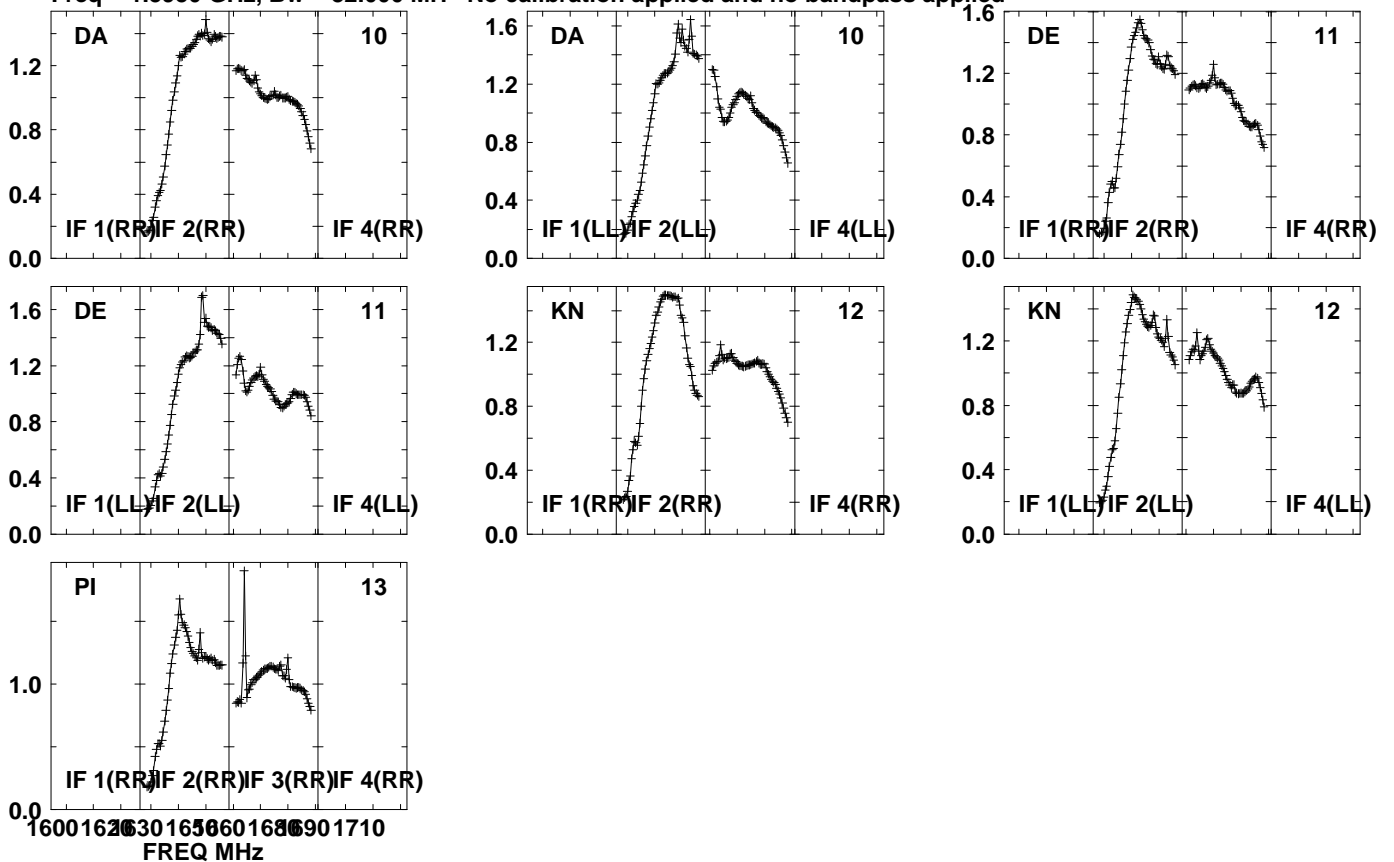 GHz, 32.000 MH No calibration applied and no bandpass applied
DA 10
1.2
0.8
0.4
0.0
IF 1(RR) IF 2(RR) IF 4(RR)
DA 10
1.6
1.2
0.8
0.4
0.0
IF 1(LL) IF 2(LL) IF 4(LL)
DE 11
1.6
1.2
0.8
0.4
0.0
IF 1(RR) IF 2(RR) IF 4(RR)
DE 11
1.6
1.2
0.8
0.4
0.0
IF 1(LL) IF 2(LL) IF 4(LL)
KN 12
1.2
0.8
0.4
0.0
IF 1(RR) IF 2(RR) IF 4(RR)
KN 12
1.2
0.8
0.4
0.0
IF 1(LL) IF 2(LL) IF 4(LL)
PI 13
1.0
0.0
IF 1(RR) IF 2(RR) IF 3(RR) IF 4(RR)
1600 1620 1630 1650 1660 1680 1690 1710
FREQ MHz